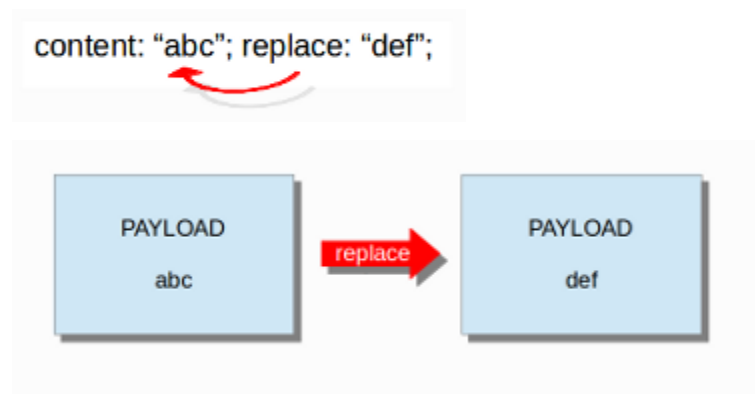 content: “abc”; replace: “def”;
PAYLOAD
abc
replace
PAYLOAD
def